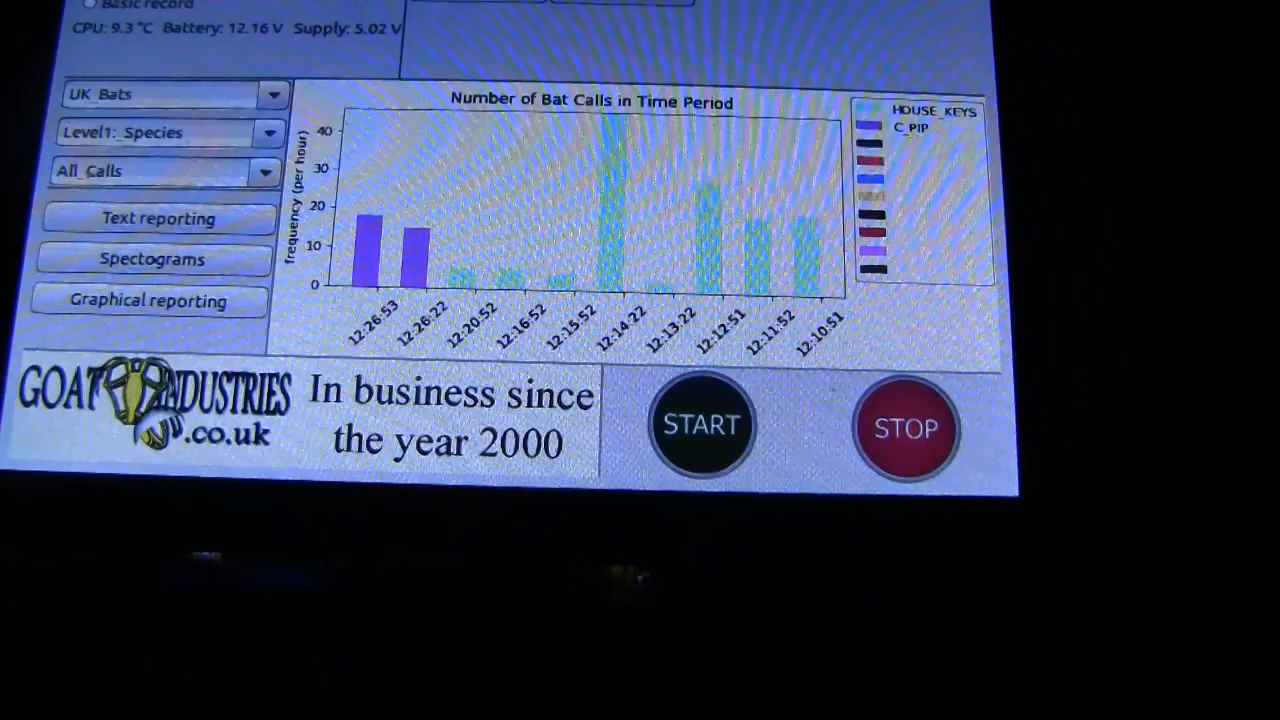 Basic record
CPU: 9.3 °C Battery: 12.16 V Supply: 5.02 V
UK_Bats
Level1:_Species
All_Calls
Text reporting
Spectograms
Graphical reporting
Number of Bat Calls in Time Period
frequency (per hour)
40
30
20
10
0
12:26:53
12:26:22
12:20:52
12:16:52
12:15:52
12:14:22
12:13:22
12:12:51
12:11:52
12:10:51
HOUSE_KEYS
C_PIP
GOAT INDUSTRIES
.co.uk
In business since
the year 2000
START
STOP